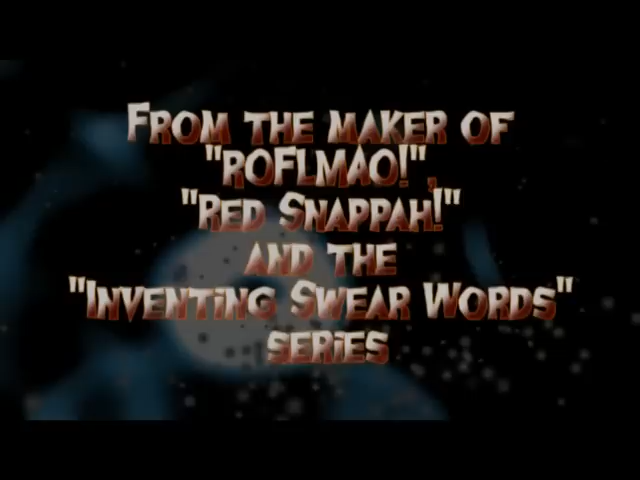 From the maker of
"ROFLMAO!",
"Red Snappah!"
and the
"Inventing Swear Words"
series